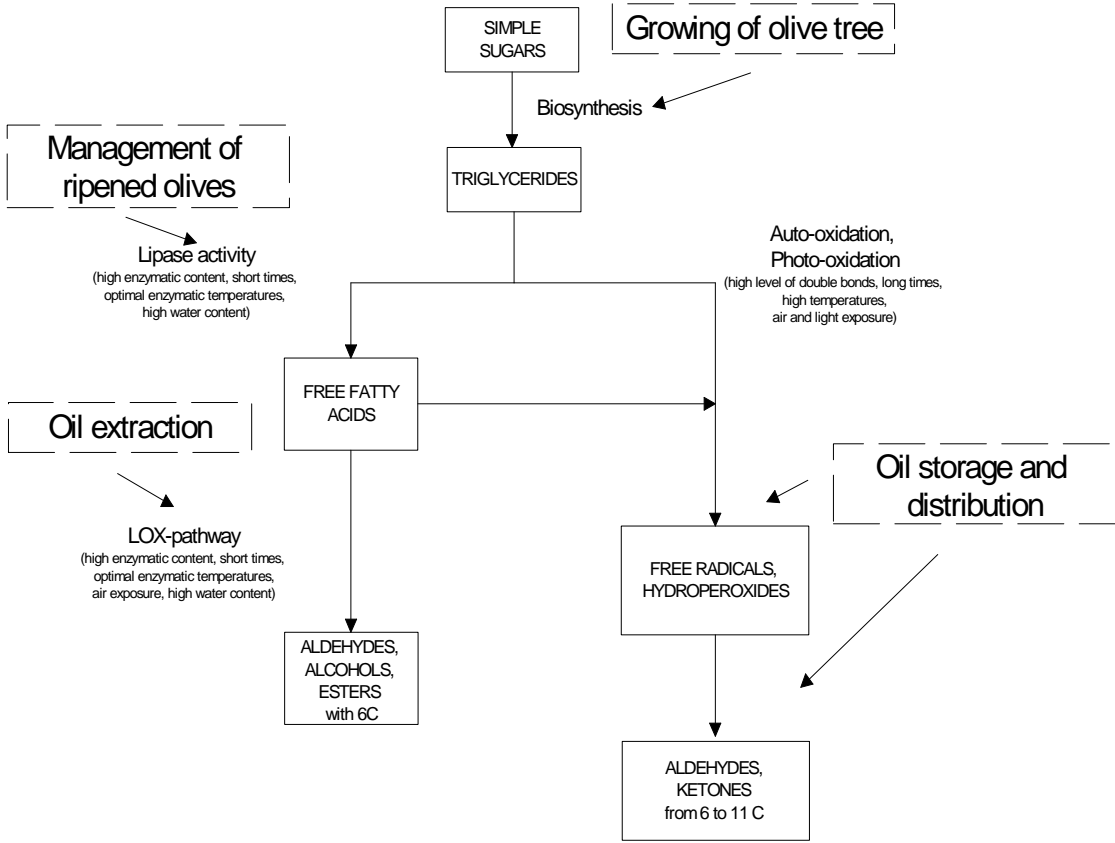 SIMPLE
SUGARS
Growing of olive tree
Biosynthesis
Management of
ripened olives
TRIGLYCERIDES
Lipase activity
(high enzymatic content, short times,
optimal enzymatic temperatures,
high water content)
Auto-oxidation,
Photo-oxidation
(high level of double bonds, long times,
high temperatures,
air and light exposure)
FREE FATTY
ACIDS
Oil extraction
Oil storage and
distribution
LOX-pathway
(high enzymatic content, short times,
optimal enzymatic temperatures,
air exposure, high water content)
FREE RADICALS,
HYDROPEROXIDES
ALDEHYDES,
ALCOHOLS,
ESTERS
with 6C
ALDEHYDES,
KETONES
from 6 to 11 C